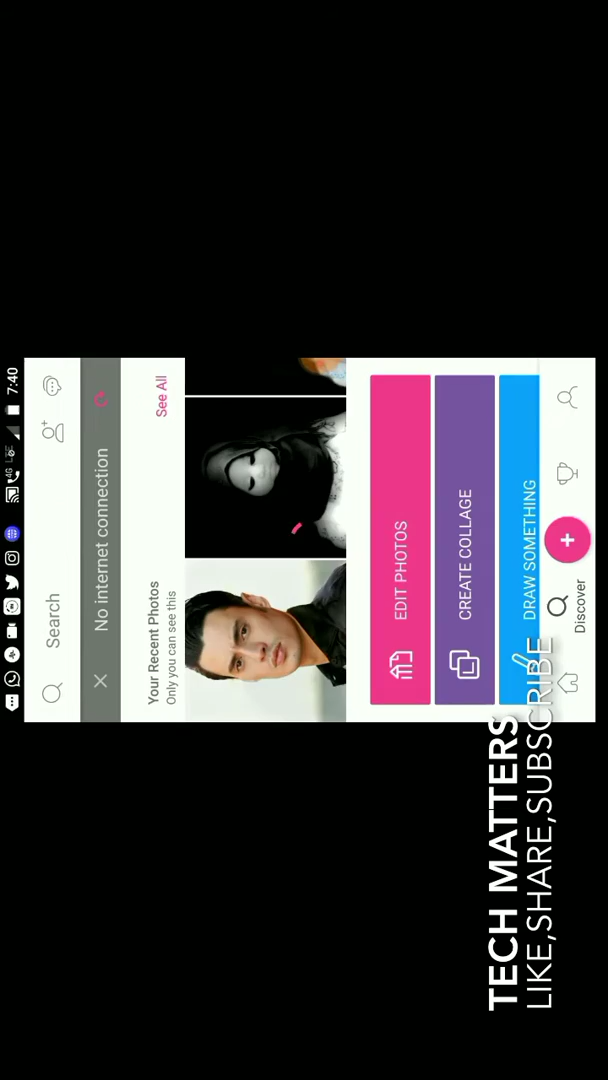 7:40
4G
Search
No internet connection
Your Recent Photos
See All
Only you can see this
EDIT PHOTOS
CREATE COLLAGE
DRAW SOMETHING
Discover
TECH MATTERS
LIKE,SHARE,SUBSCRIBE